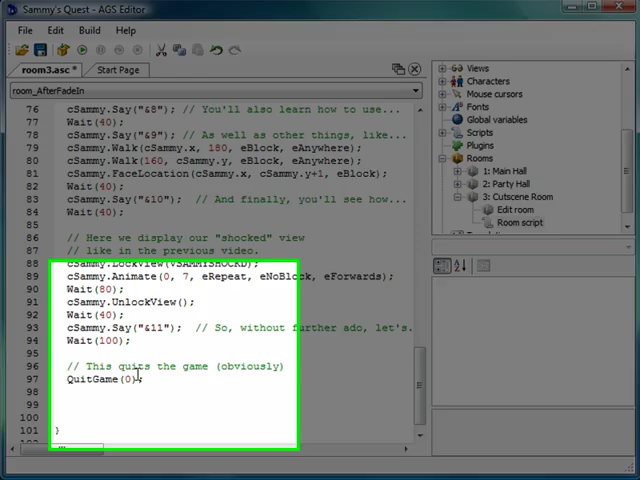 Sammy's Quest - AGS Editor
File Edit Build Help
room3.asc * Start Page
room_AfterFadeIn
76 cSammy.Say("&8"); // You'll also learn how to use...
77 Wait(40);
78 cSammy.Say("&9"); // As well as other things, like...
79 cSammy.Walk(cSammy.x, 180, eBlock, eAnywhere);
80 cSammy.Walk(160, cSammy.y, eBlock, eAnywhere);
81 cSammy.FaceLocation(cSammy.x, cSammy.y+1, eBlock);
82 Wait(40);
83 cSammy.Say("&10"); // And finally, you'll see how...
84 Wait(40);
85
86 // Here we display our "shocked" view
87 // like in the previous video.
88 cSammy.LockView(VSAMMYSHOCKD);
89 cSammy.Animate(0, 7, eRepeat, eNoBlock, eForwards);
90 Wait(80);
91 cSammy.UnlockView();
92 Wait(40);
93 cSammy.Say("&11"); // So, without further ado, let's.
94 Wait(100);
95
96 // This quits the game (obviously)
97 QuitGame(0);
98
99
100
101 }
Views
Characters
Mouse cursors
Fonts
Global variables
Scripts
Plugins
Rooms
1: Main Hall
2: Party Hall
3: Cutscene Room
Edit room
Room script